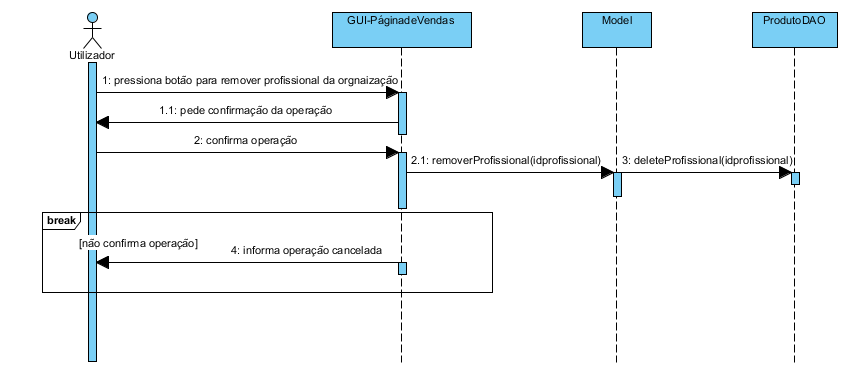 GUI-PáginadeVendas
Model
ProdutoDAO
Utilizador
1: pressiona botão para remover profissional da orgnaização
1.1: pede confirmação da operação
2: confirma operação
2.1: removerProfissional(idprofissional)
3: deleteProfissional(idprofissional)
break
[não confirma operação]
4: informa operação cancelada